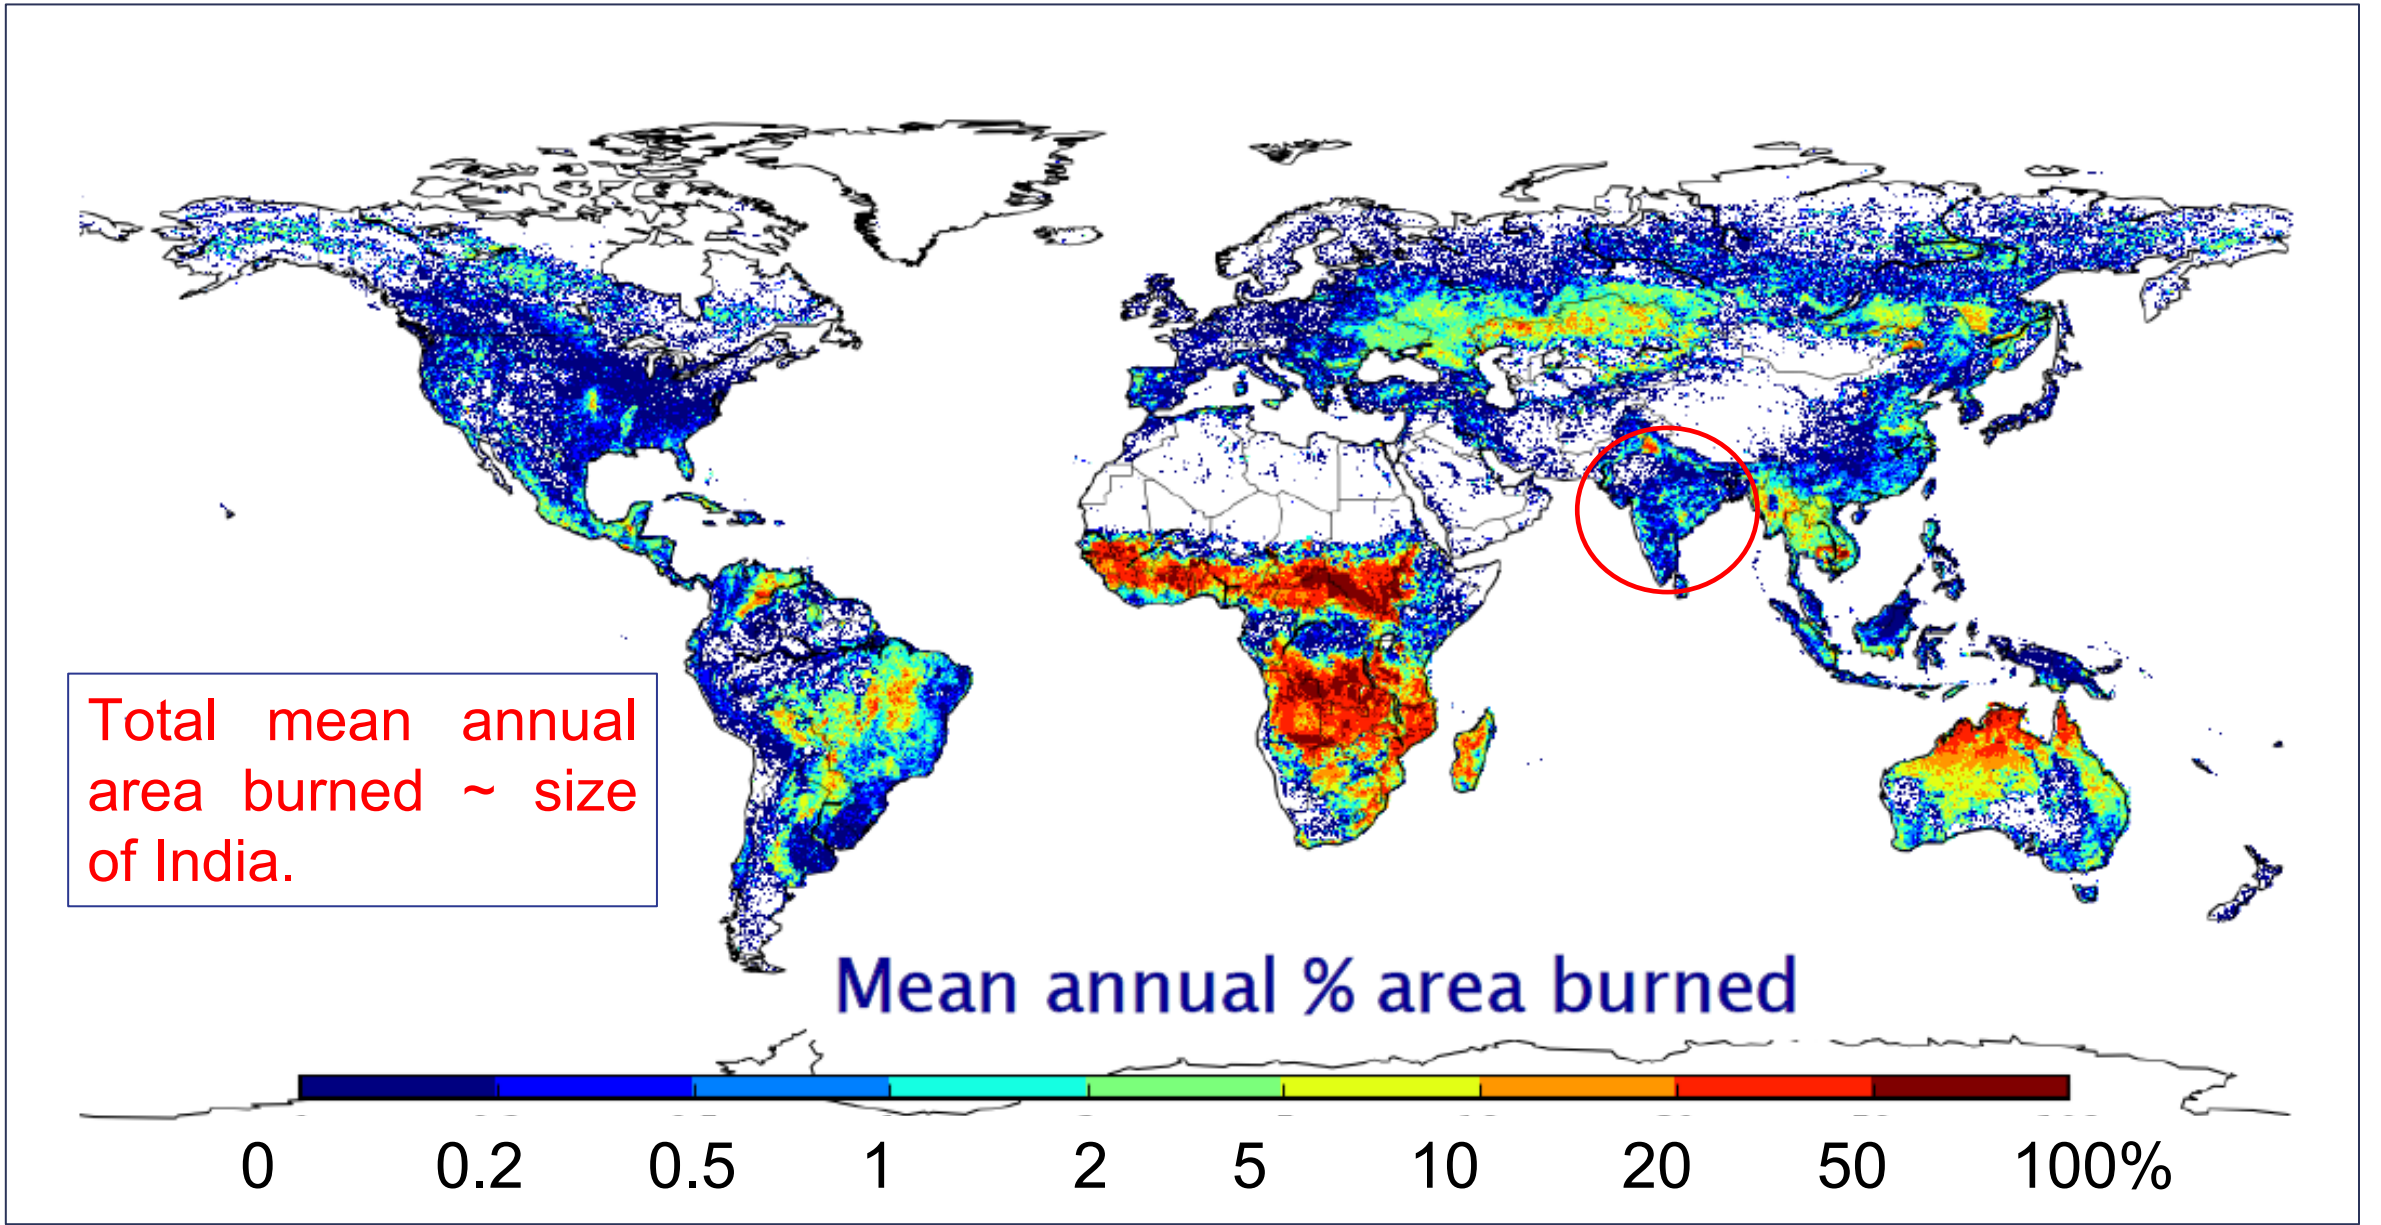 Total mean annual
area burned ~ size
of India.
Mean annual % area burned
0 0.2 0.5 1 2 5 10 20 50 100%